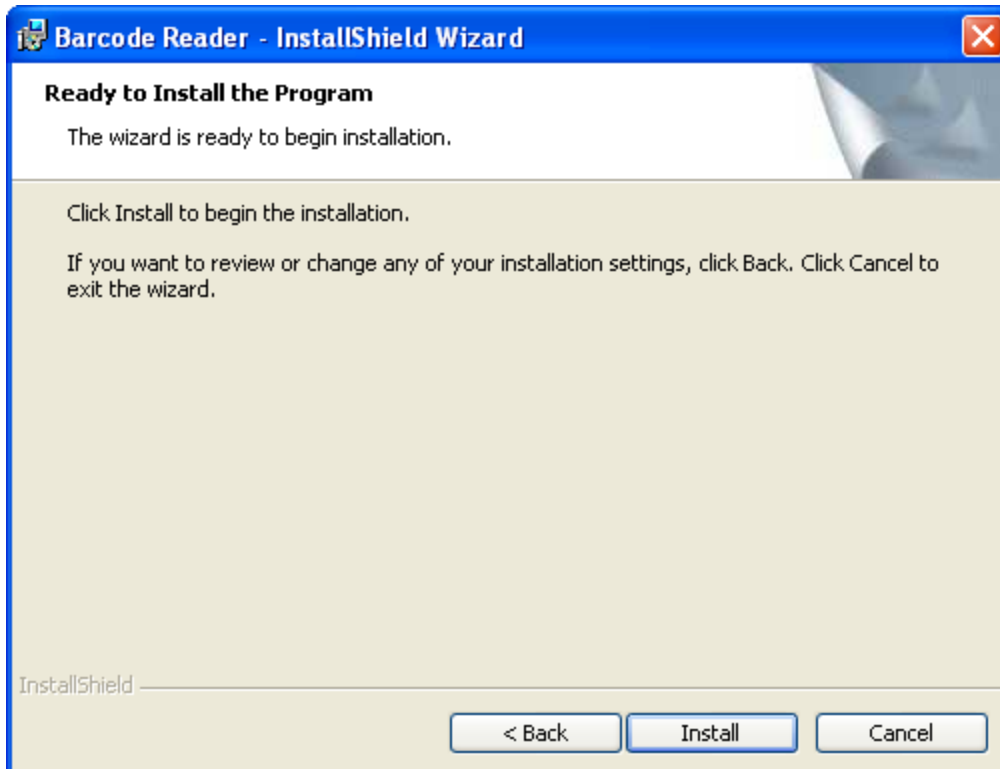 Barcode Reader - InstallShield Wizard
Ready to Install the Program
The wizard is ready to begin installation.
Click Install to begin the installation.
If you want to review or change any of your installation settings, click Back. Click Cancel to
exit the wizard.
InstallShield
< Back
Install
Cancel